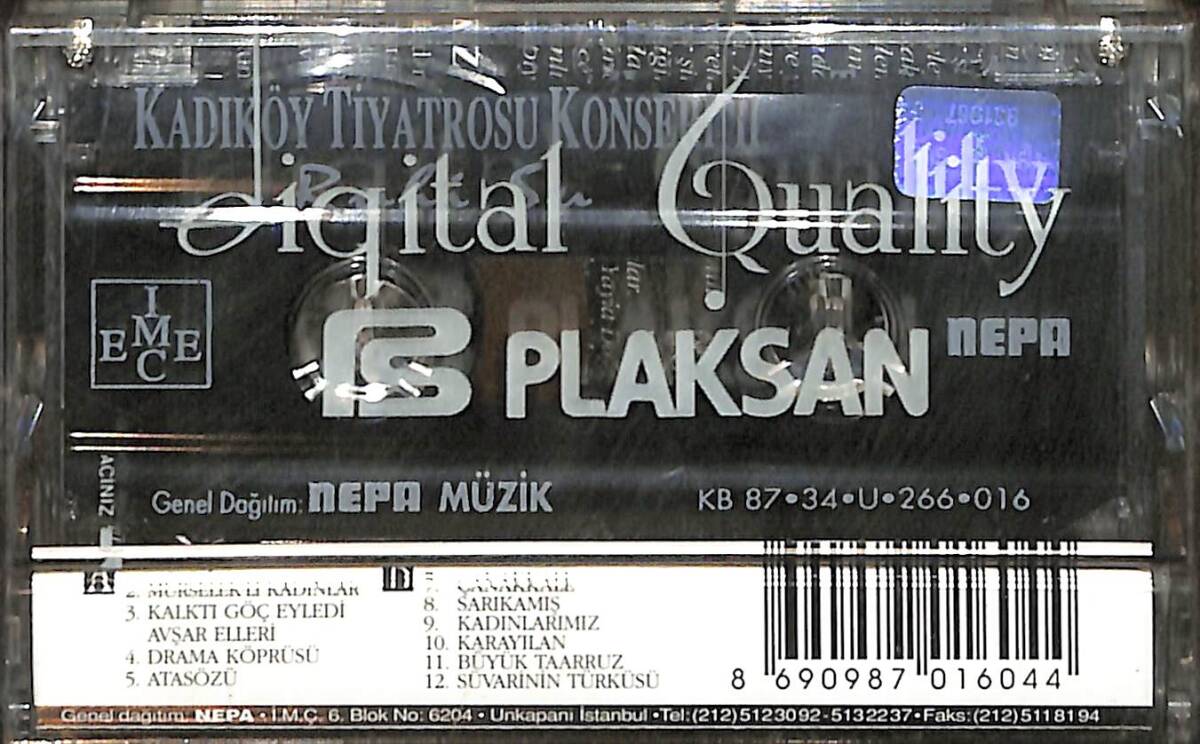 KADIKÖY TİYATROSU KONSERİ II
Digital Quality
I
EMCE
PLAKSAN
NEPA
AÇINIZ
Genel Dağıtım: NEPA MÜZİK
KB 87•34•U•266•016
A
2. MÜRSELEK'Lİ KADINLAR
3. KALKTI GÖÇ EYLEDİ
AVŞAR ELLERİ
4. DRAMA KÖPRÜSÜ
5. ATASÖZÜ
B
7. ÇANAKKALE
8. SARIKAMIŞ
9. KADINLARIMIZ
10. KARAYILAN
11. BÜYÜK TAARRUZ
12. SÜVARİNİN TÜRKÜSÜ
8 690987 016044
Genel dağıtım: NEPA • İ.M.Ç. 6. Blok No: 6204 • Unkapanı İstanbul •Tel:(212)5123092-5132237•Faks:(212)5118194